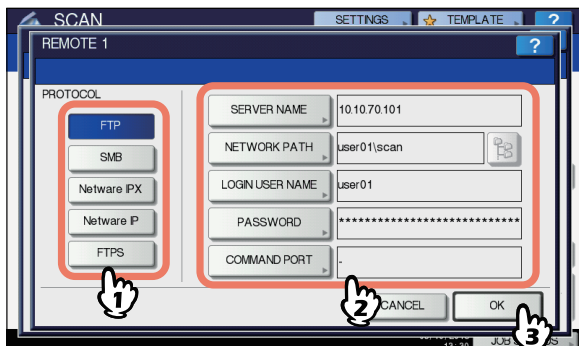 SCAN SETTINGS TEMPLATE ?
REMOTE 1 ?
PROTOCOL
FTP
SMB
Netware IPX
Netware IP
FTPS
SERVER NAME 10.10.70.101
NETWORK PATH user01\scan
LOGIN USER NAME user01
PASSWORD ****************************
COMMAND PORT -
1
2
CANCEL OK
3
JOB